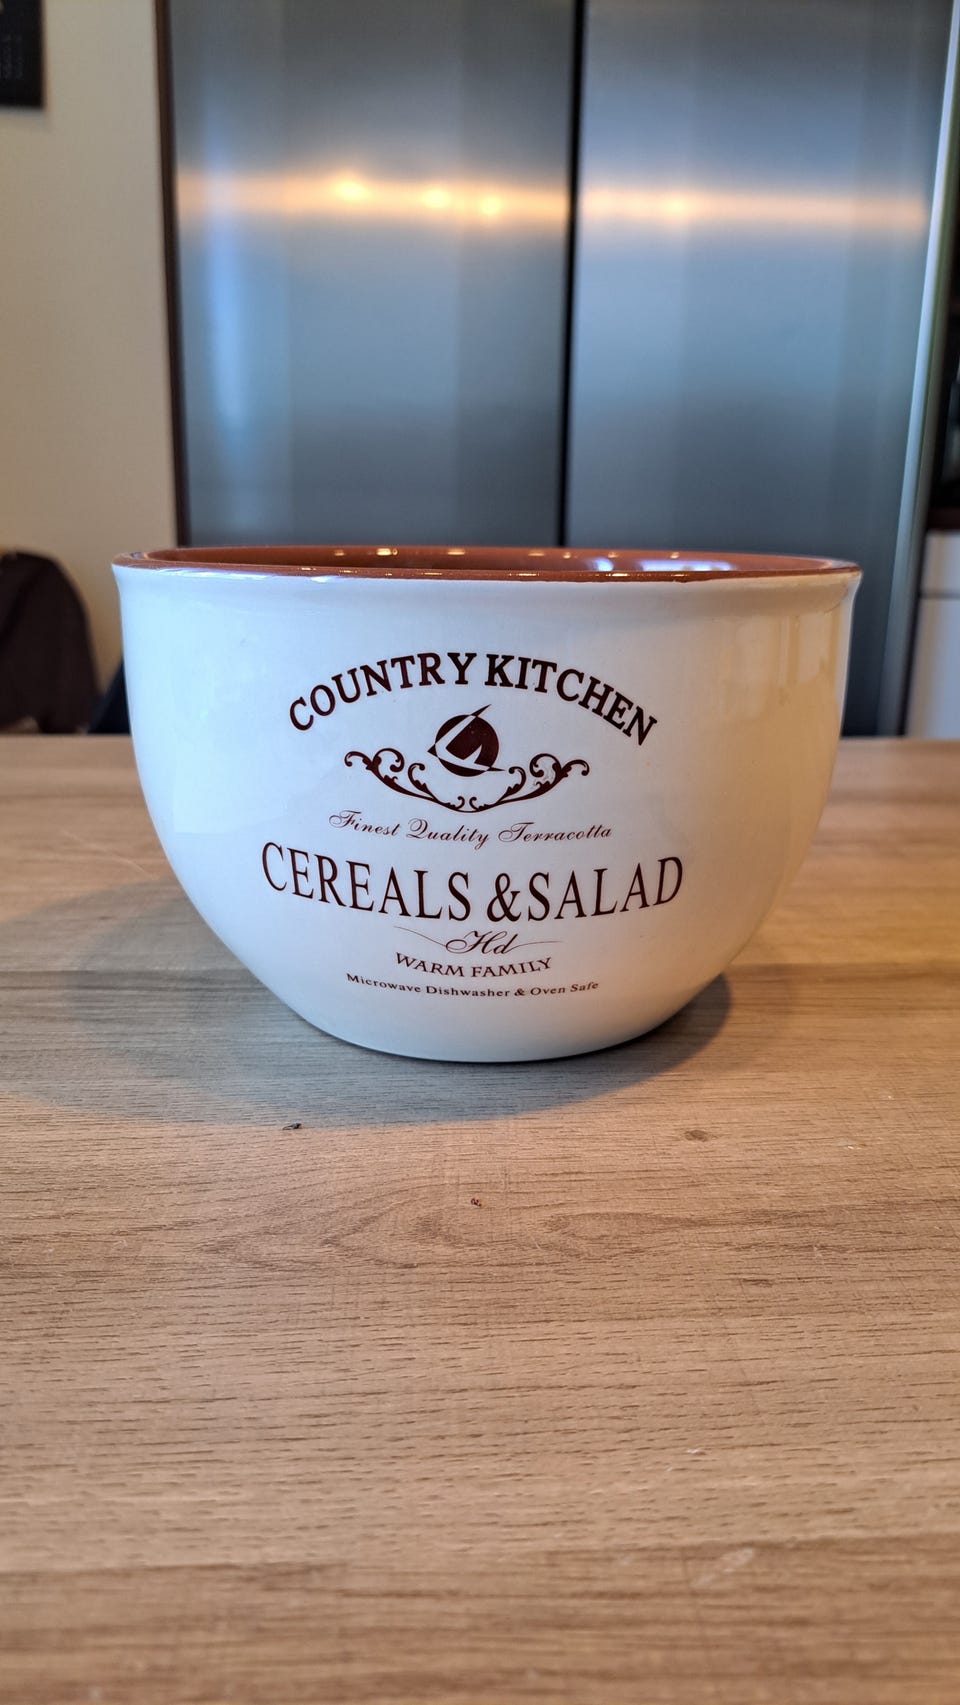 COUNTRY KITCHEN
Finest Quality Terracotta
CEREALS &SALAD
Hd
WARM FAMILY
Microwave Dishwasher & Oven Safe